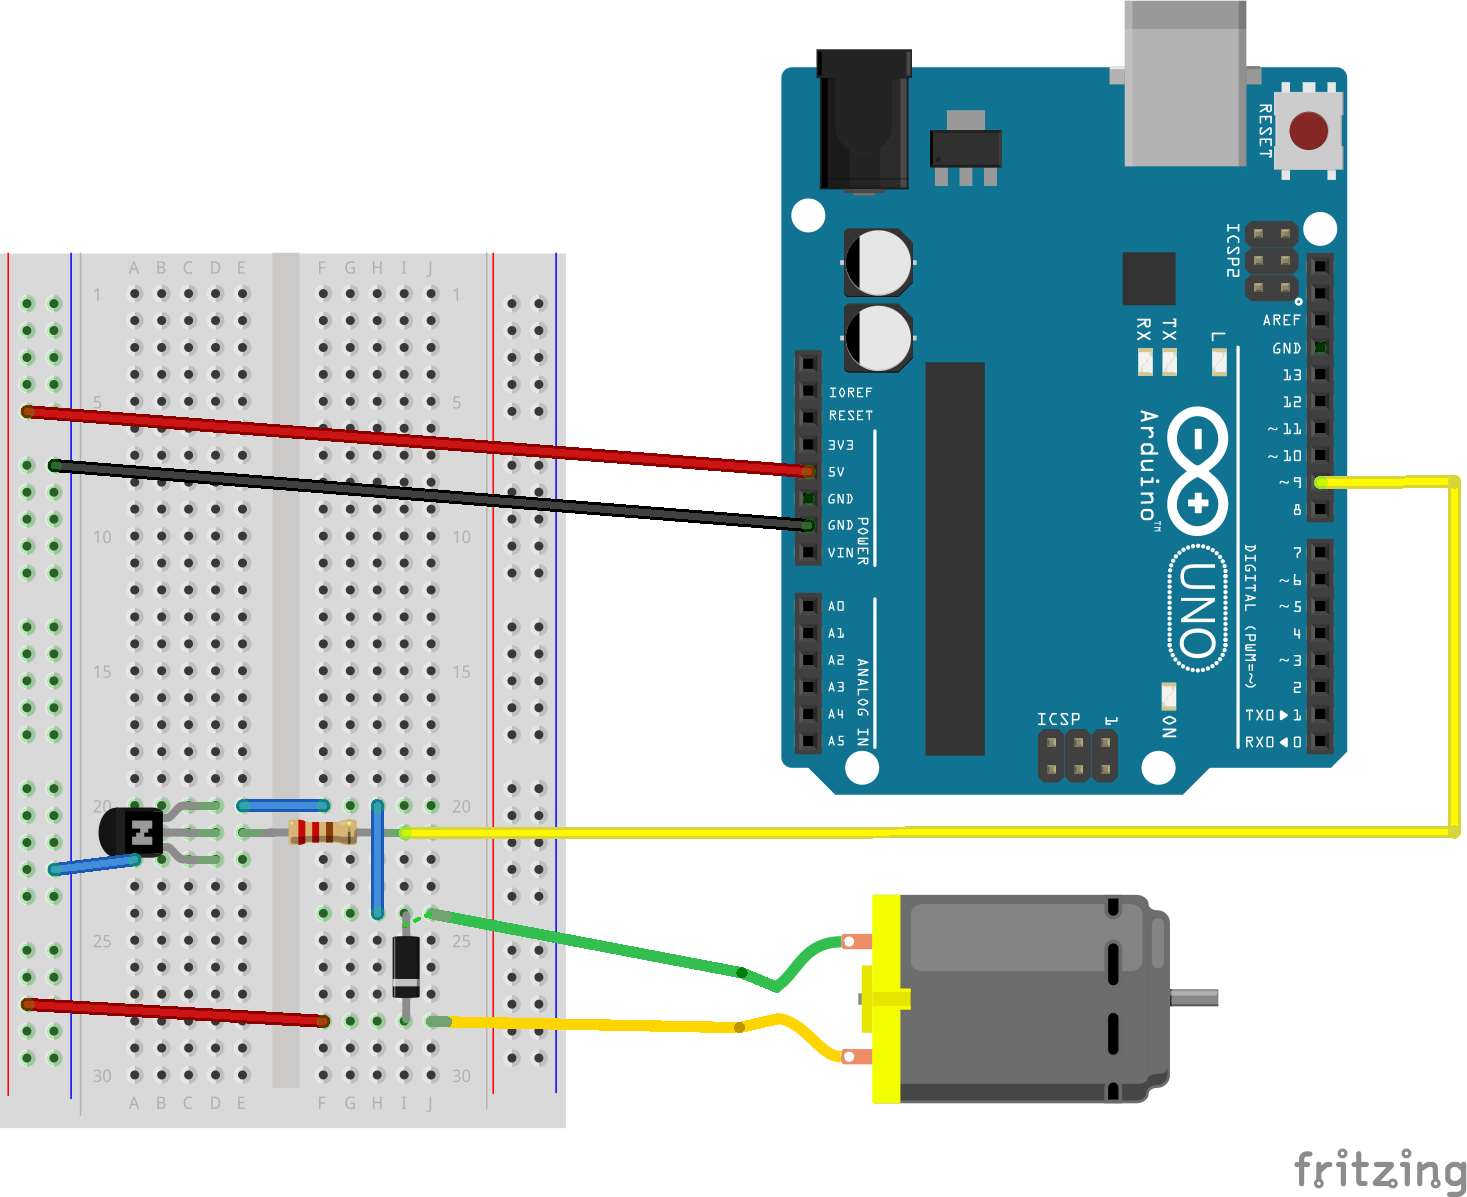 RESET
ICSP2
A B C D E F G H I J
1 1
5 5
10 10
15 15
20 20
25 25
30 30
A B C D E F G H I J
N
IOREF
RESET
3V3
5V
GND
GND
VIN
POWER
A0
A1
A2
A3
A4
A5
ANALOG IN
RX TX L
Arduino™
UNO
ON
ICSP 1
AREF
GND
13
12
~11
~10
~9
8
7
~6
~5
4
~3
2
TX0▶1
RX0◀0
DIGITAL (PWM=~)
fritzing